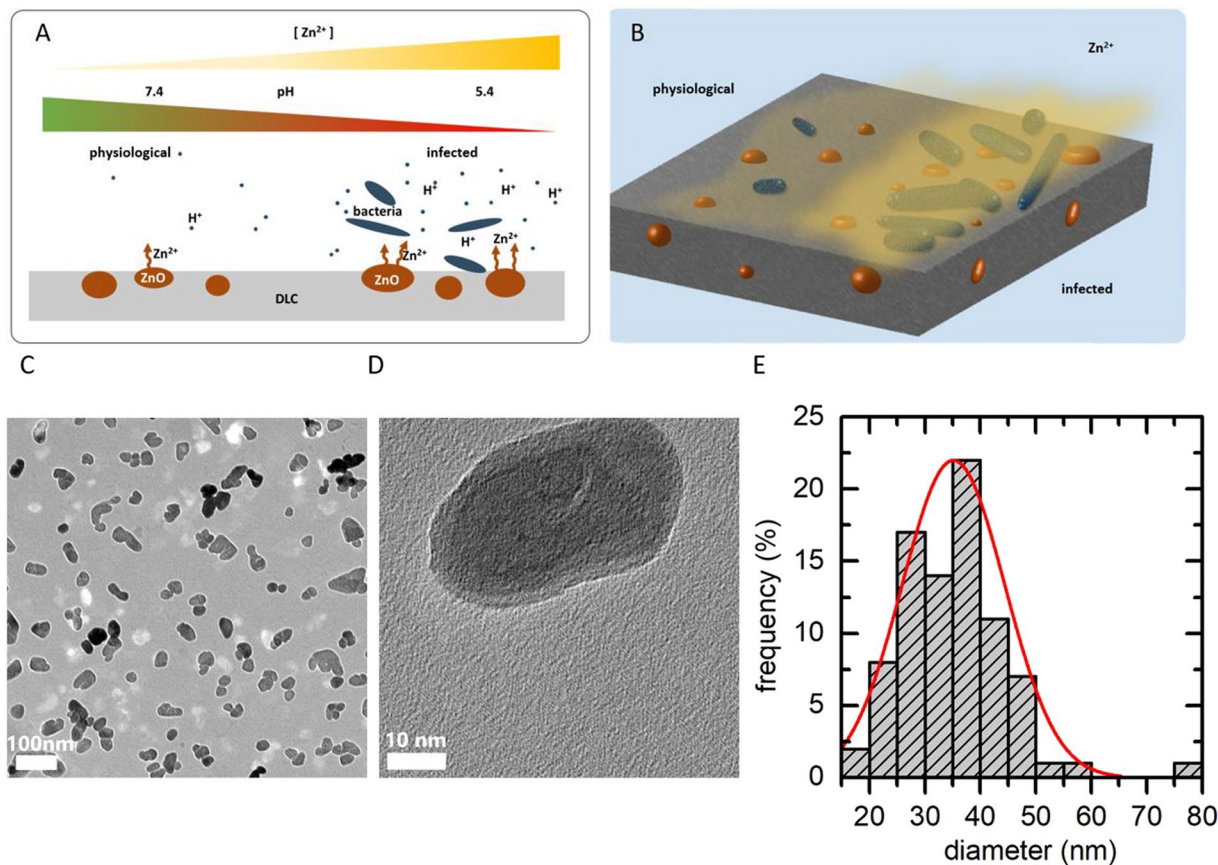 A
[ Zn²⁺ ]
7.4 pH 5.4
physiological infected
H⁺ H⁺ H⁺
bacteria
H⁺
Zn²⁺ Zn²⁺ H⁺ Zn²⁺
ZnO ZnO
DLC
B
Zn²⁺
physiological
infected
C
100nm
D
10 nm
E
25
20
15
10
5
0
frequency (%)
20 30 40 50 60 70 80
diameter (nm)